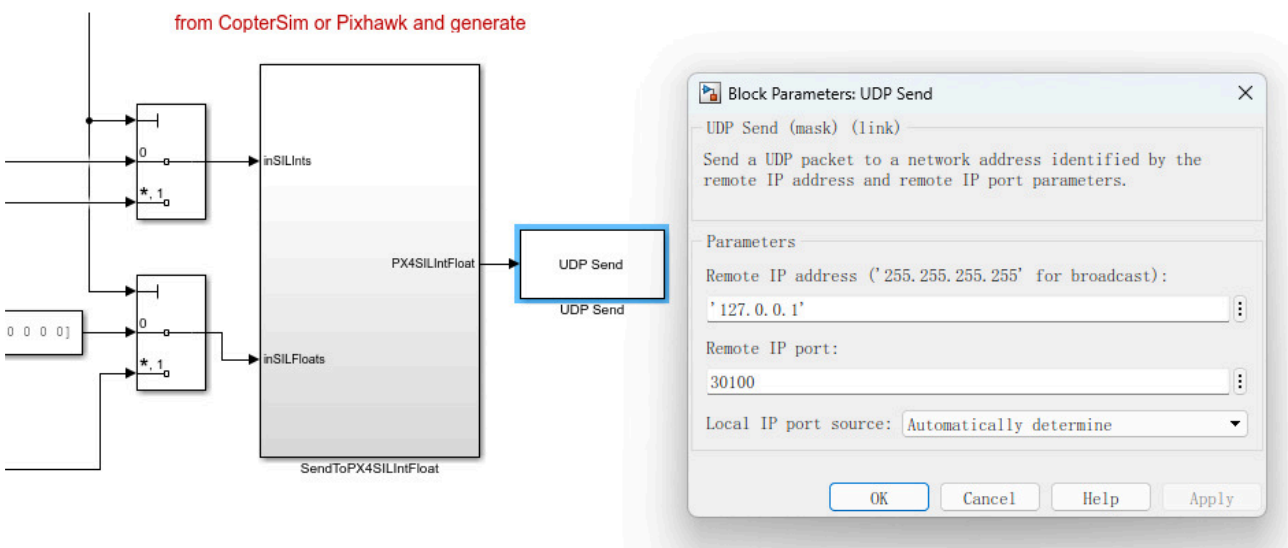 from CopterSim or Pixhawk and generate
0
*, 1
inSILInts
PX4SILIntFloat
UDP Send
UDP Send
0 0 0 0]
0
*, 1
inSILFloats
SendToPX4SILIntFloat
Block Parameters: UDP Send
UDP Send (mask) (link)
Send a UDP packet to a network address identified by the
remote IP address and remote IP port parameters.
Parameters
Remote IP address ('255.255.255.255' for broadcast):
'127.0.0.1'
Remote IP port:
30100
Local IP port source: Automatically determine
OK Cancel Help Apply